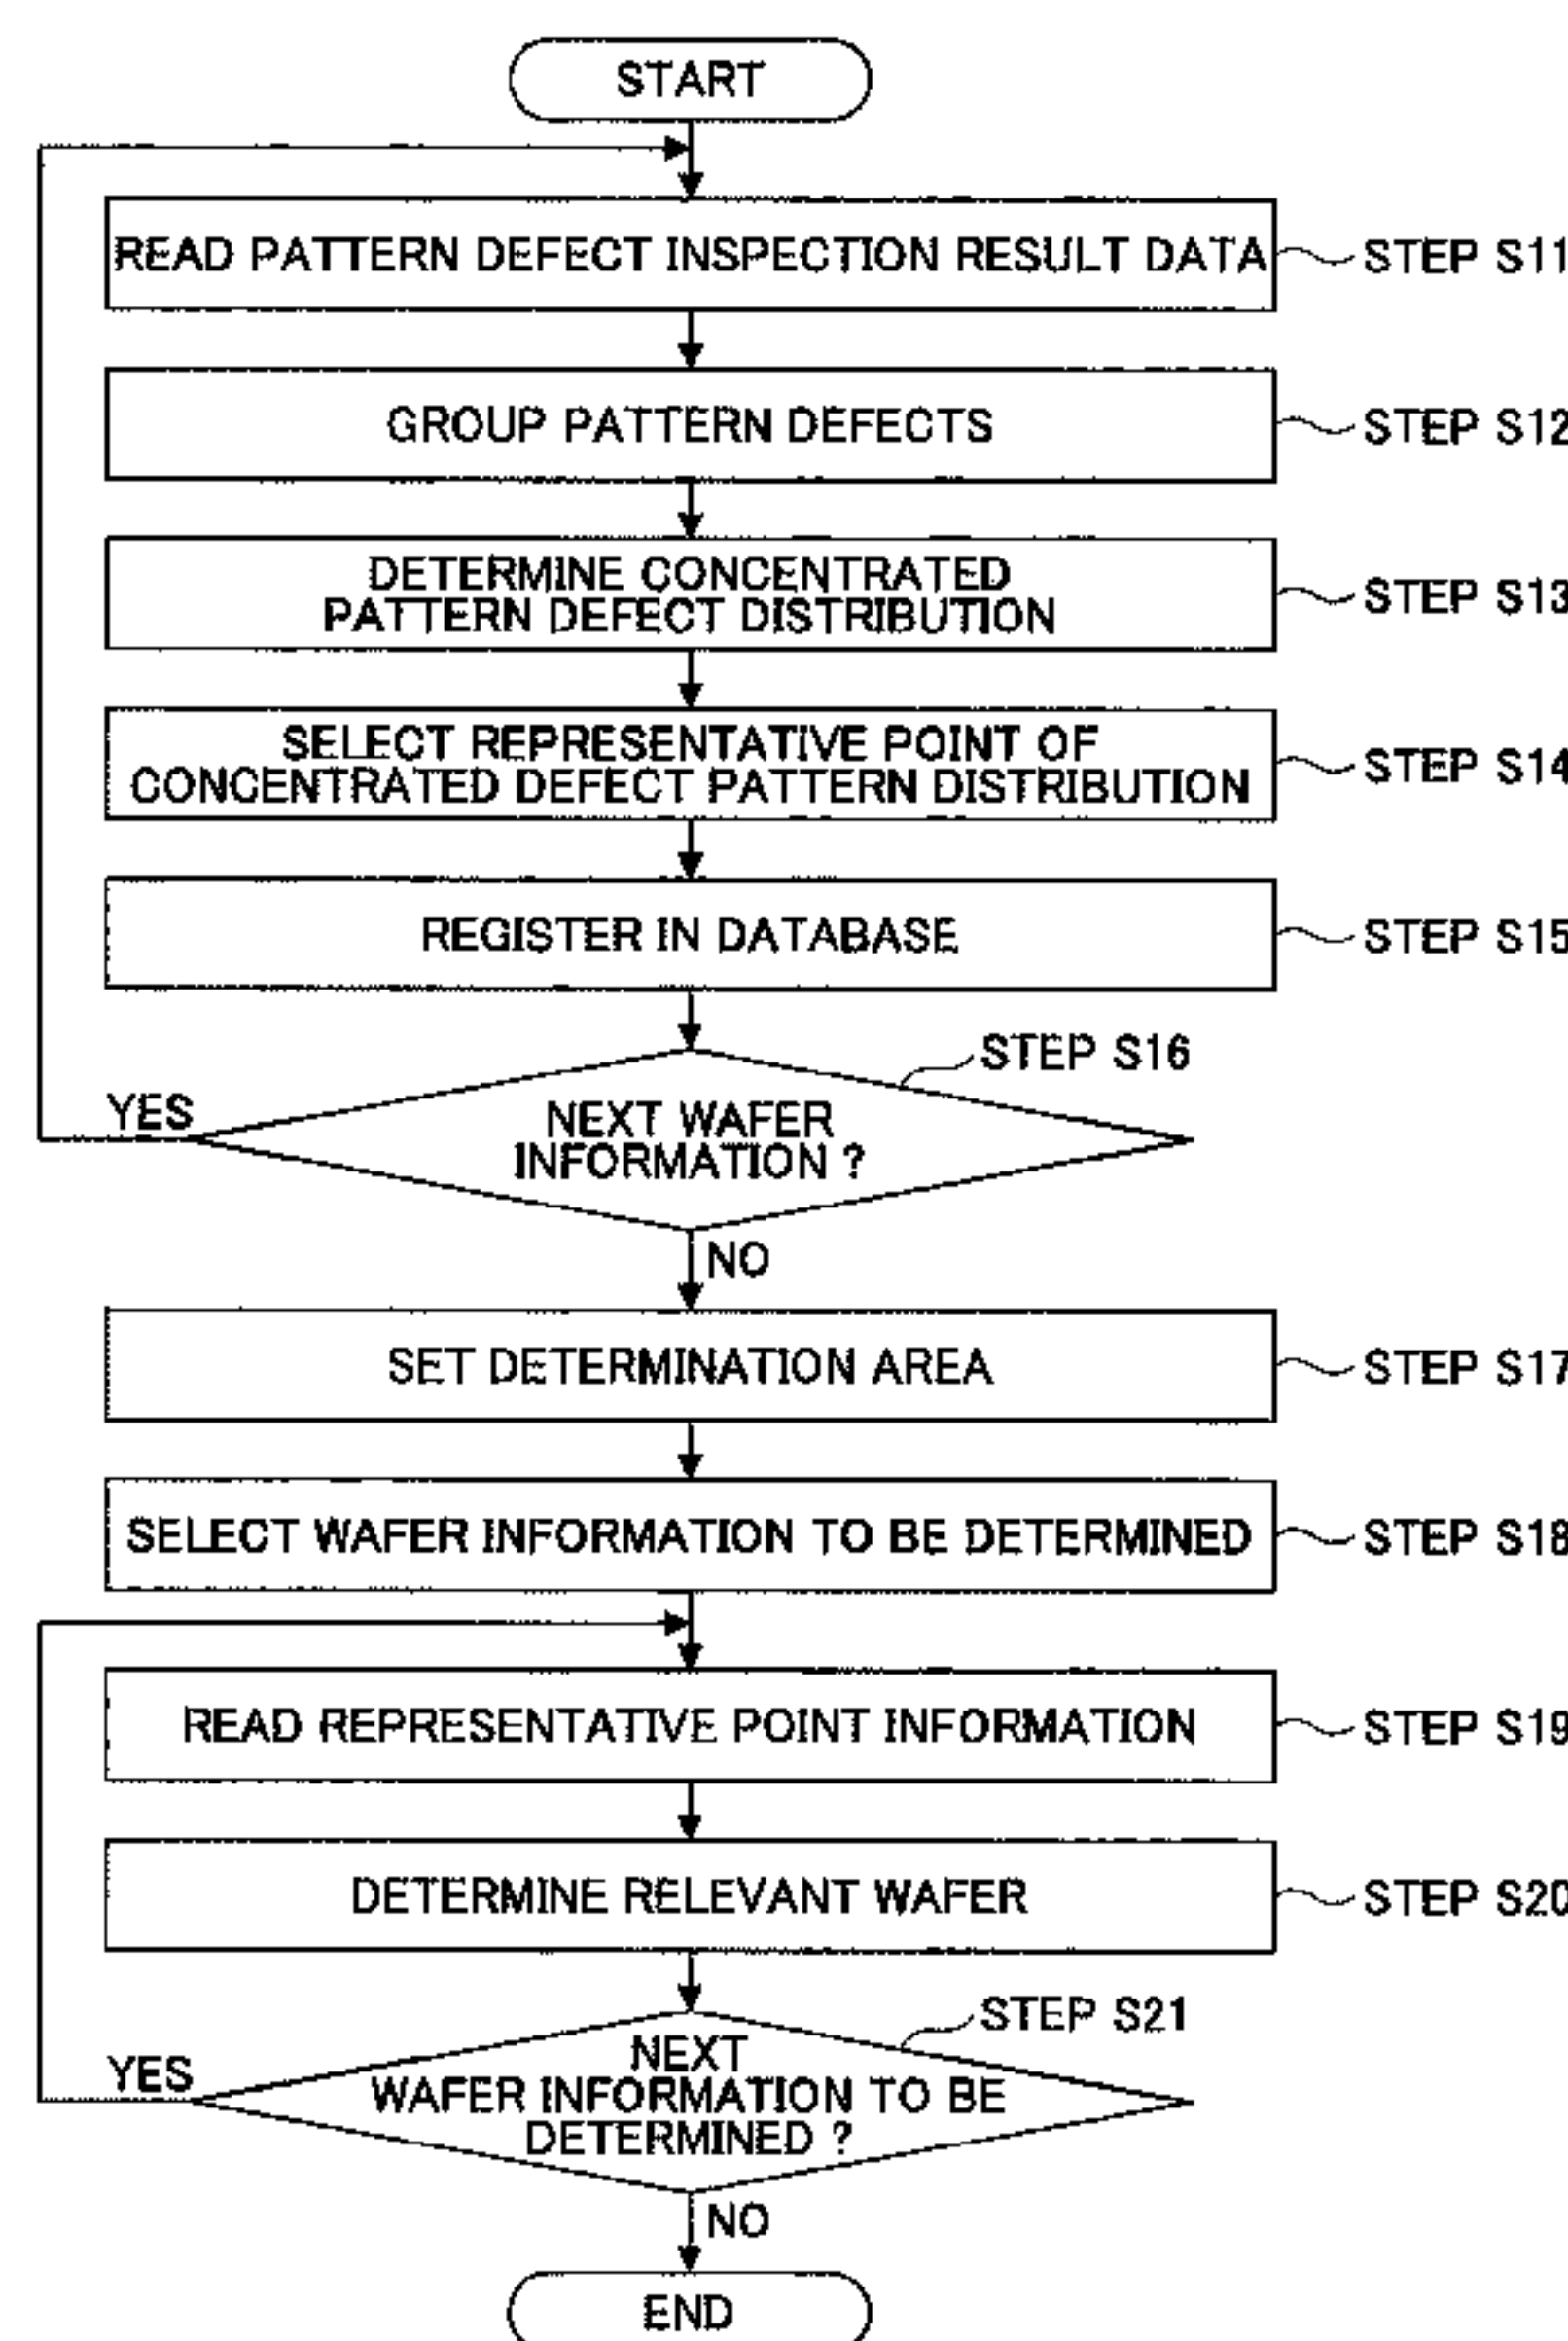 START
READ PATTERN DEFECT INSPECTION RESULT DATA
STEP S11
GROUP PATTERN DEFECTS
STEP S12
DETERMINE CONCENTRATED
PATTERN DEFECT DISTRIBUTION
STEP S13
SELECT REPRESENTATIVE POINT OF
CONCENTRATED DEFECT PATTERN DISTRIBUTION
STEP S14
REGISTER IN DATABASE
STEP S15
STEP S16
YES
NEXT WAFER
INFORMATION ?
NO
SET DETERMINATION AREA
STEP S17
SELECT WAFER INFORMATION TO BE DETERMINED
STEP S18
READ REPRESENTATIVE POINT INFORMATION
STEP S19
DETERMINE RELEVANT WAFER
STEP S20
STEP S21
YES
NEXT
WAFER INFORMATION TO BE
DETERMINED ?
NO
END